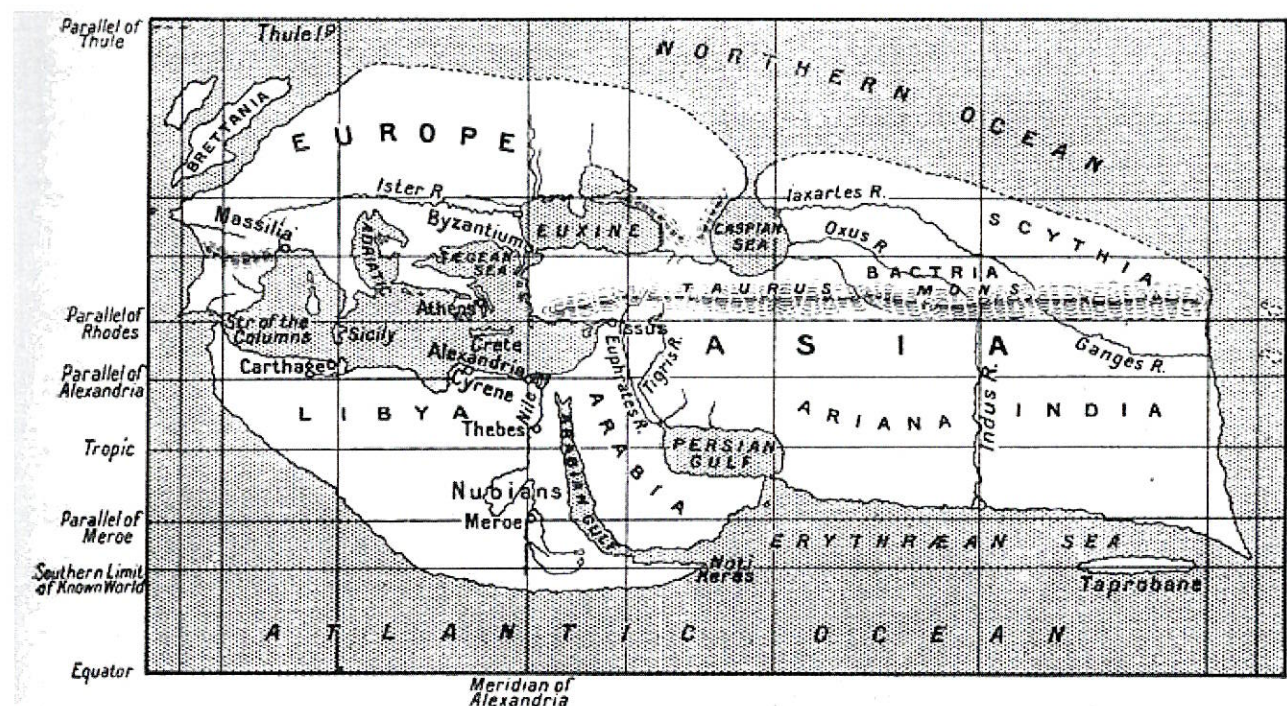 Parallel of
Thule
Thule I?
NORTHERN OCEAN
BRETTANIA
EUROPE
Ister R.
Iaxartes R.
SCYTHIA
Massilia
ADRIATIC
Byzantium
EUXINE
CASPIAN
SEA
Oxus R.
ÆGEAN
SEA
BACTRIA
TAURUS MONS
Athens
Parallel of
Rhodes
Str of the
Columns
Sicily
Crete
Issus
ASIA
Ganges R.
Carthage
Alexandria
Cyrene
Euphrates R.
Tigris R.
Parallel of
Alexandria
LIBYA
Nile
ARABIA
ARIANA
Indus R.
INDIA
Thebes
Tropic
ARABIAN GULF
PERSIAN
GULF
Nubians
Meroe
Parallel of
Meroe
ERYTHRÆAN SEA
Southern Limit
of Known World
Noti
Keras
Taprobane
ATLANTIC OCEAN
Equator
Meridian of
Alexandria